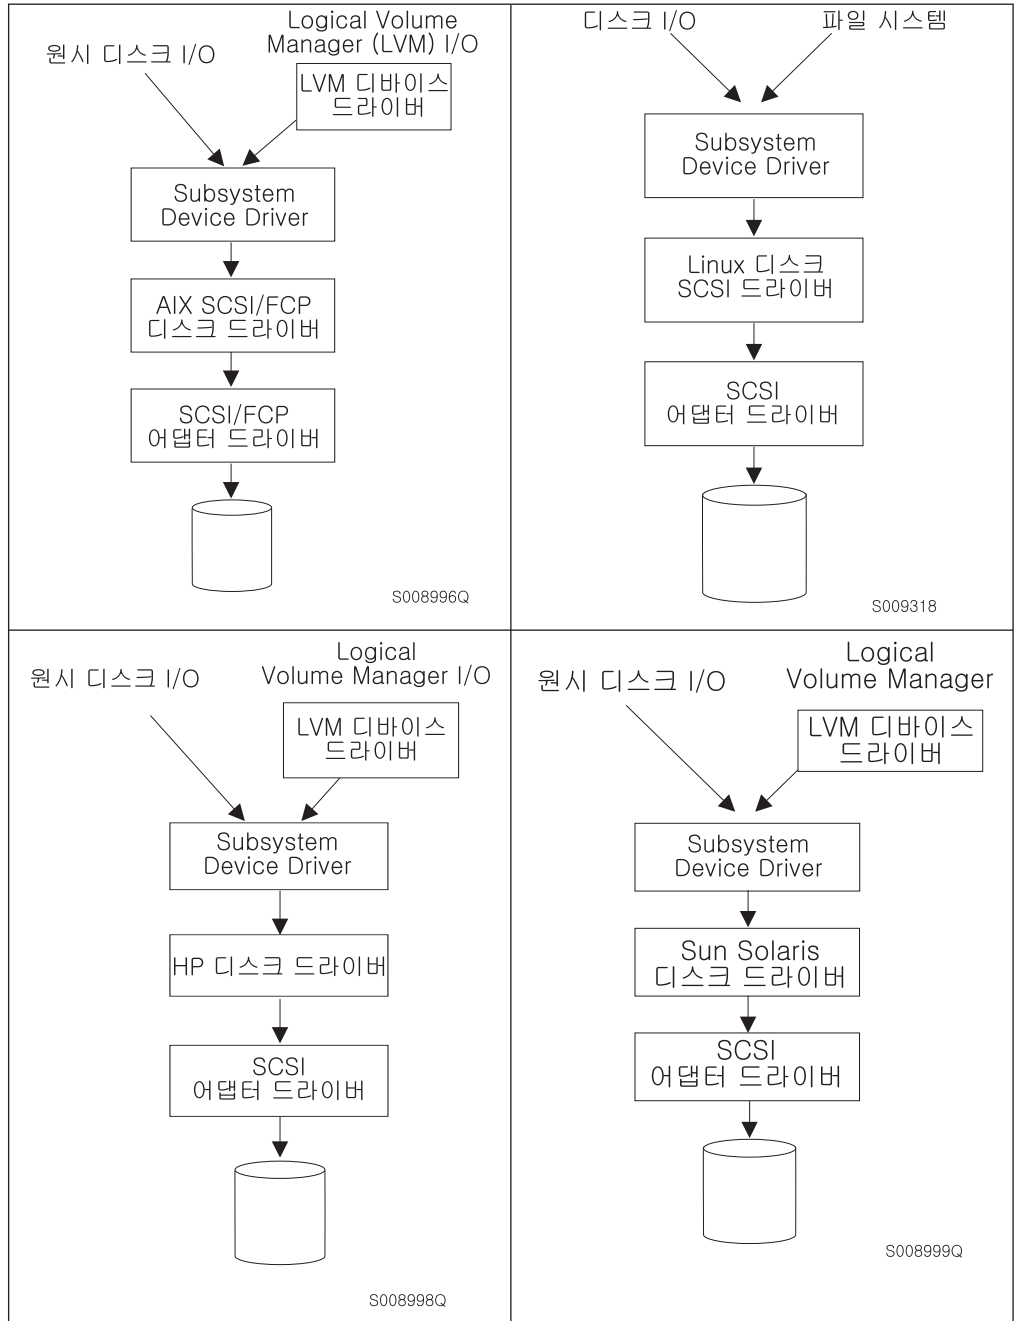 원시 디스크 I/O
Logical Volume
Manager (LVM) I/O
LVM 디바이스
드라이버
Subsystem
Device Driver
AIX SCSI/FCP
디스크 드라이버
SCSI/FCP
어댑터 드라이버
S008996Q
디스크 I/O
파일 시스템
Subsystem
Device Driver
Linux 디스크
SCSI 드라이버
SCSI
어댑터 드라이버
S009318
원시 디스크 I/O
Logical
Volume Manager I/O
LVM 디바이스
드라이버
Subsystem
Device Driver
HP 디스크 드라이버
SCSI
어댑터 드라이버
S008998Q
원시 디스크 I/O
Logical
Volume Manager
LVM 디바이스
드라이버
Subsystem
Device Driver
Sun Solaris
디스크 드라이버
SCSI
어댑터 드라이버
S008999Q